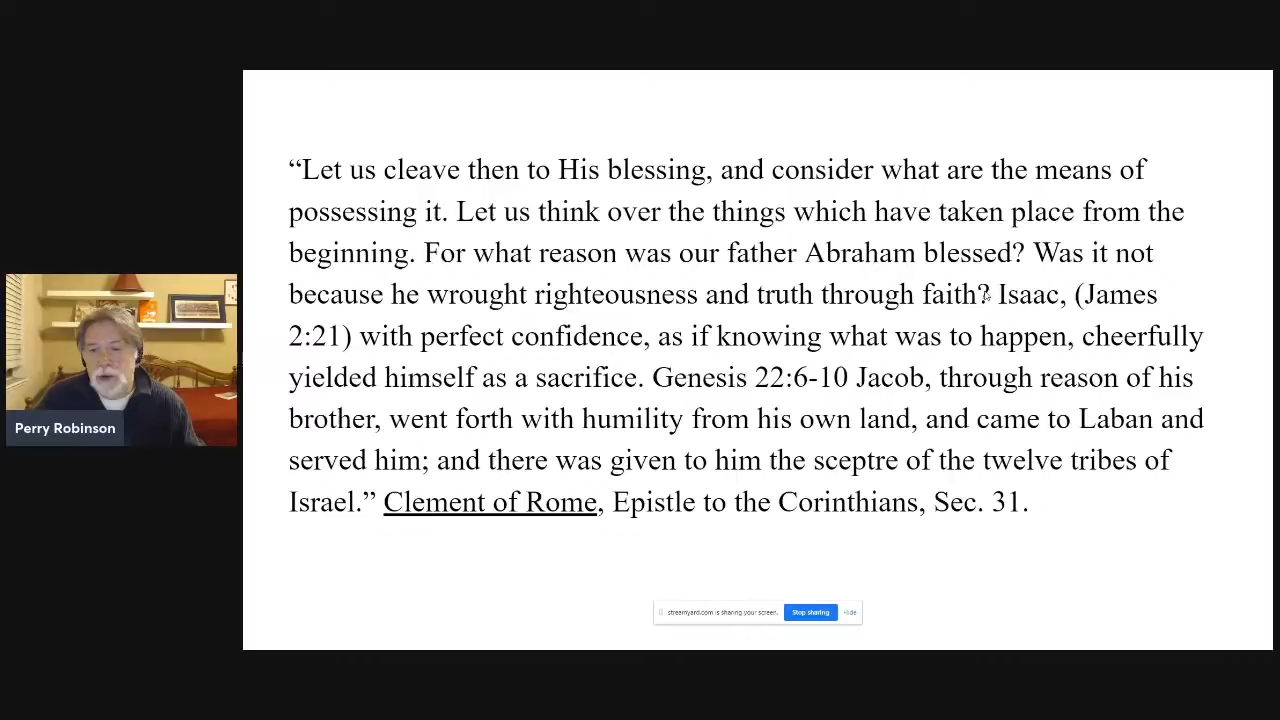 “Let us cleave then to His blessing, and consider what are the means of
possessing it. Let us think over the things which have taken place from the
beginning. For what reason was our father Abraham blessed? Was it not
because he wrought righteousness and truth through faith? Isaac, (James
2:21) with perfect confidence, as if knowing what was to happen, cheerfully
yielded himself as a sacrifice. Genesis 22:6-10 Jacob, through reason of his
brother, went forth with humility from his own land, and came to Laban and
served him; and there was given to him the sceptre of the twelve tribes of
Israel.” Clement of Rome, Epistle to the Corinthians, Sec. 31.
Perry Robinson
streamyard.com is sharing your screen. Stop sharing Hide